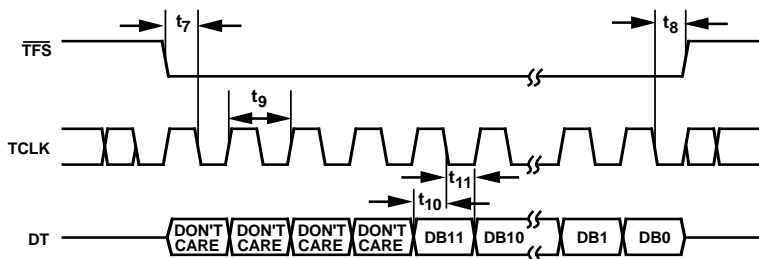 t7
t8
TFS
t9
TCLK
t11
t10
DT
DON'T CARE
DON'T CARE
DON'T CARE
DON'T CARE
DB11
DB10
DB1
DB0